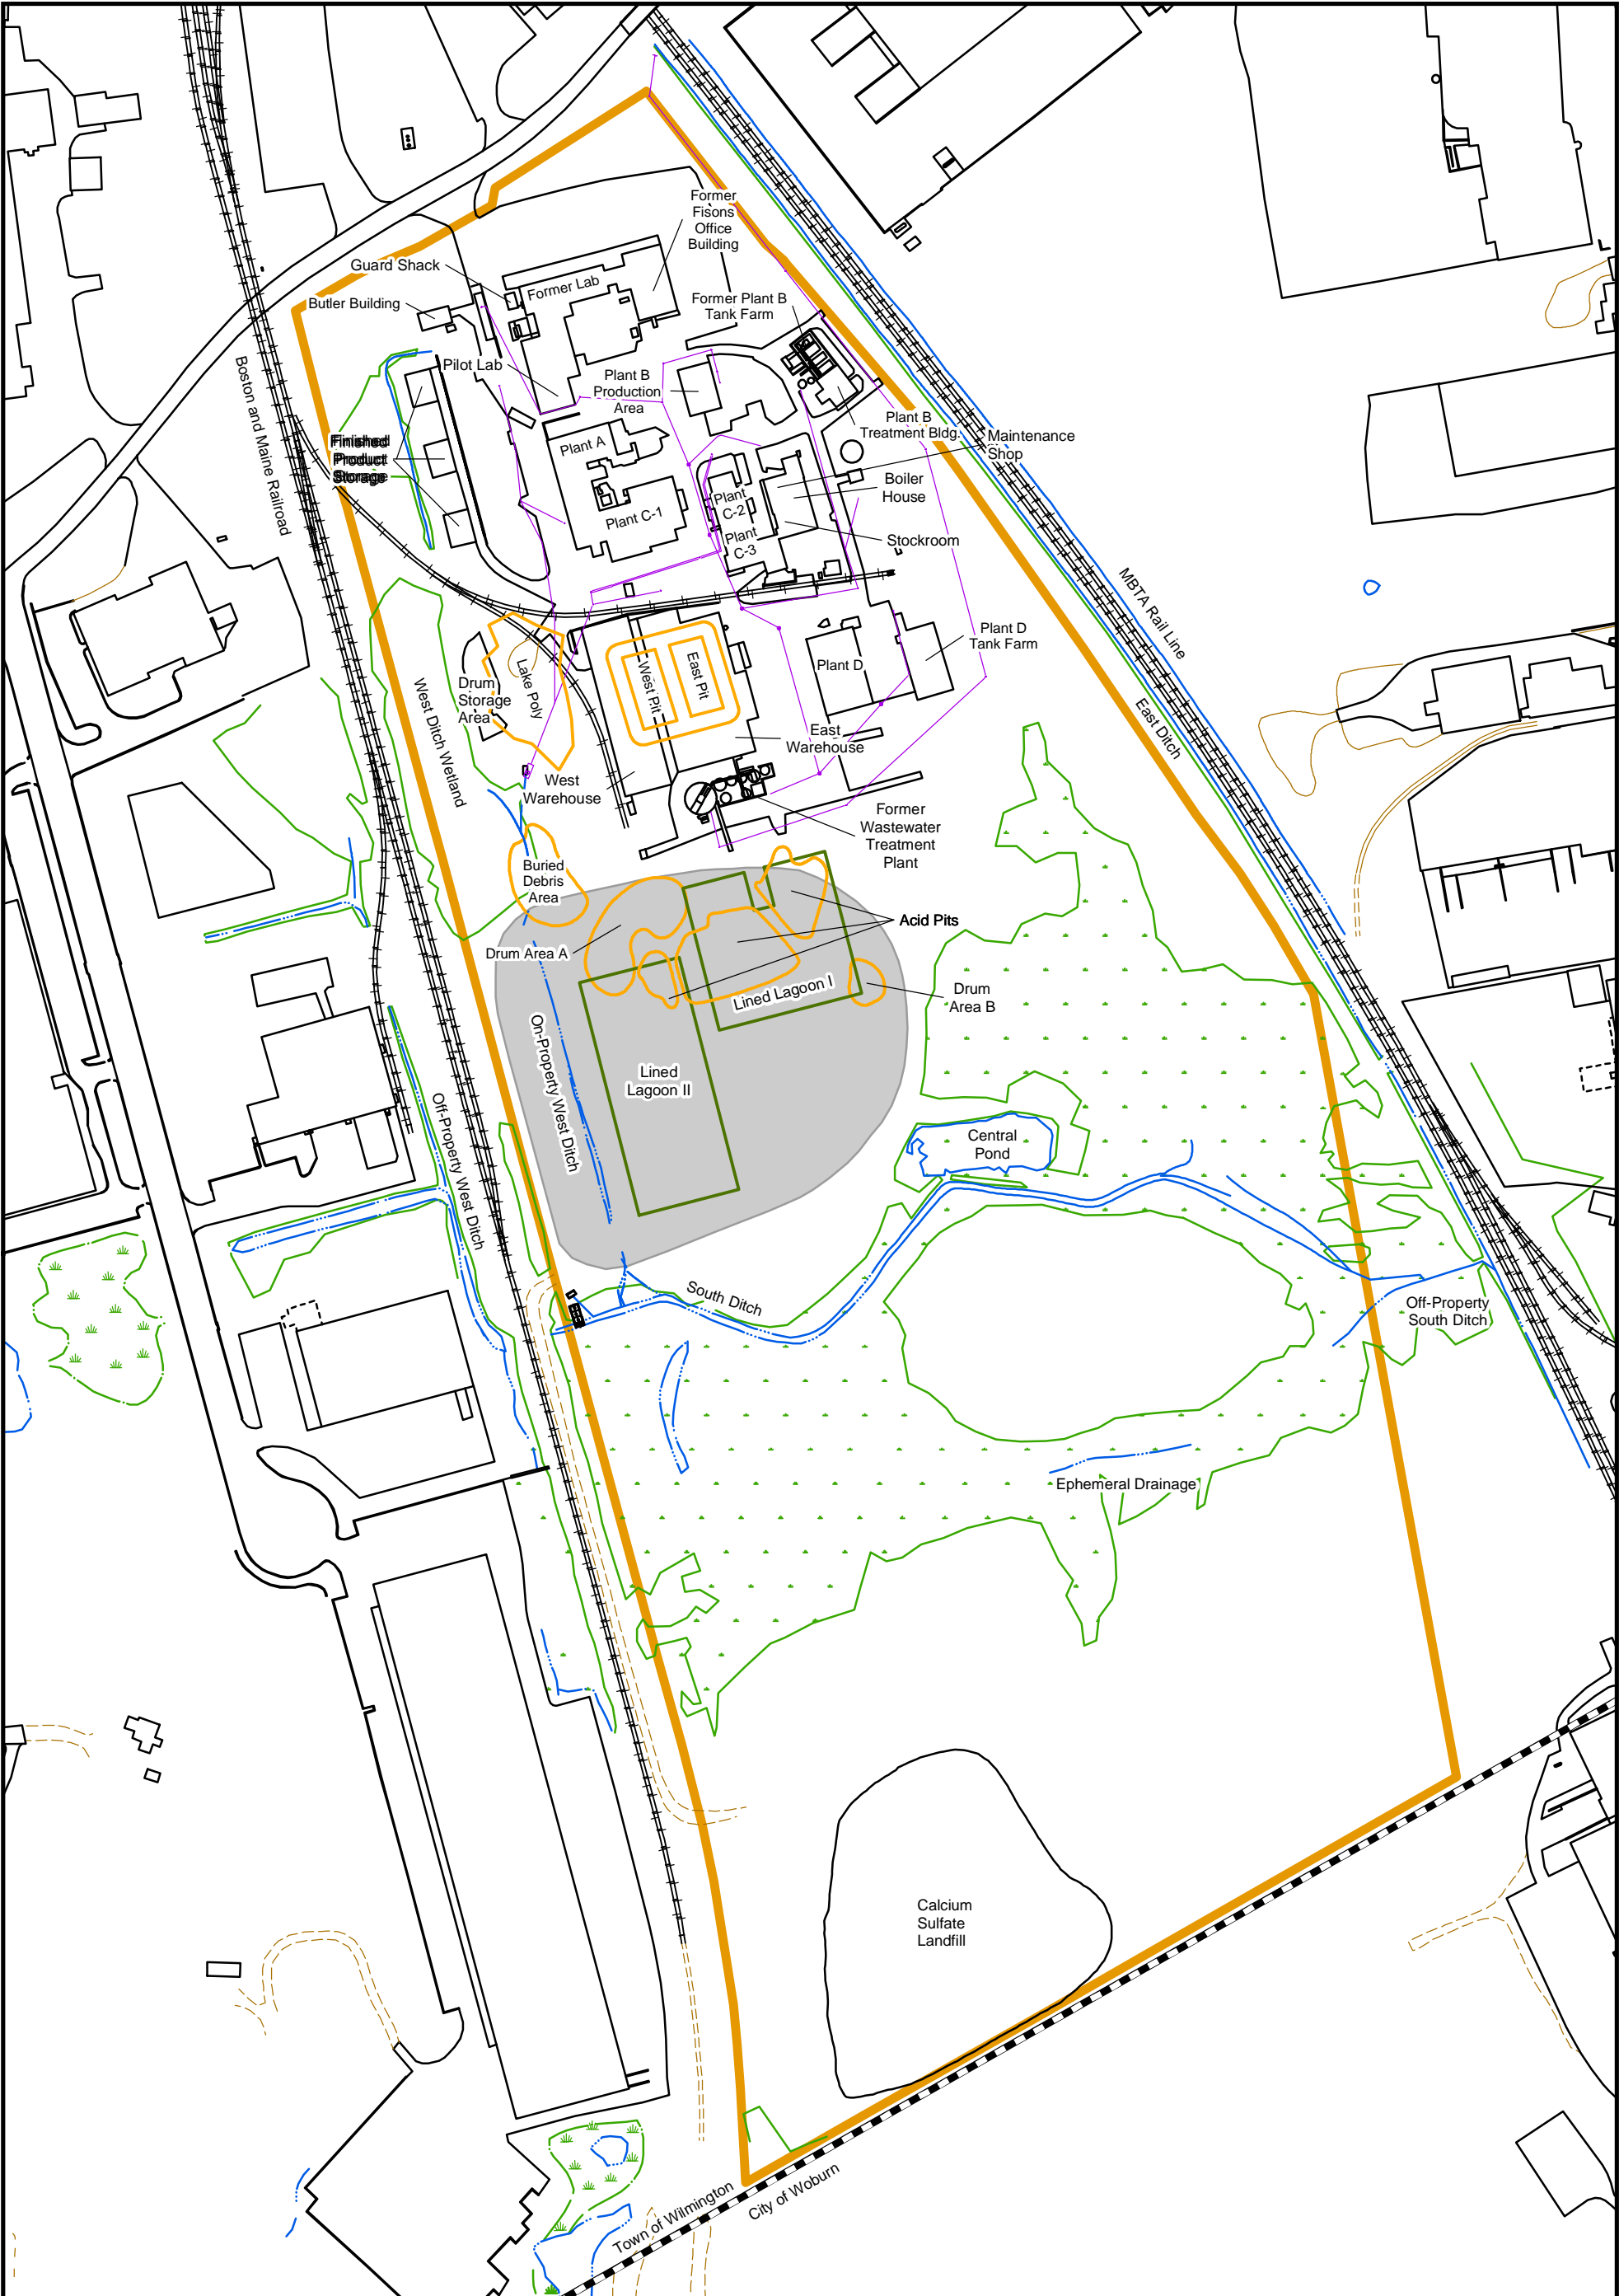 Former
Fisons
Office
Building
Guard Shack
Former Lab
Butler Building
Former Plant B
Tank Farm
Boston and Maine Railroad
Pilot Lab
Plant B
Production
Area
Plant B
Treatment Bldg.
Maintenance
Shop
Finished
Product
Storage
Plant A
Boiler
House
Plant
C-2
Plant C-1
Plant
C-3
Stockroom
MBTA Rail Line
Plant D
Tank Farm
Plant D
West Pit
East Pit
Lake Poly
Drum
Storage
Area
West Ditch Wetland
East Ditch
East
Warehouse
West
Warehouse
Former
Wastewater
Treatment
Plant
Buried
Debris
Area
Acid Pits
Drum Area A
Lined Lagoon I
Drum
Area B
On-Property West Ditch
Lined
Lagoon II
Off-Property West Ditch
Central
Pond
South Ditch
Off-Property
South Ditch
Ephemeral Drainage
Calcium
Sulfate
Landfill
Town of Wilmington
City of Woburn